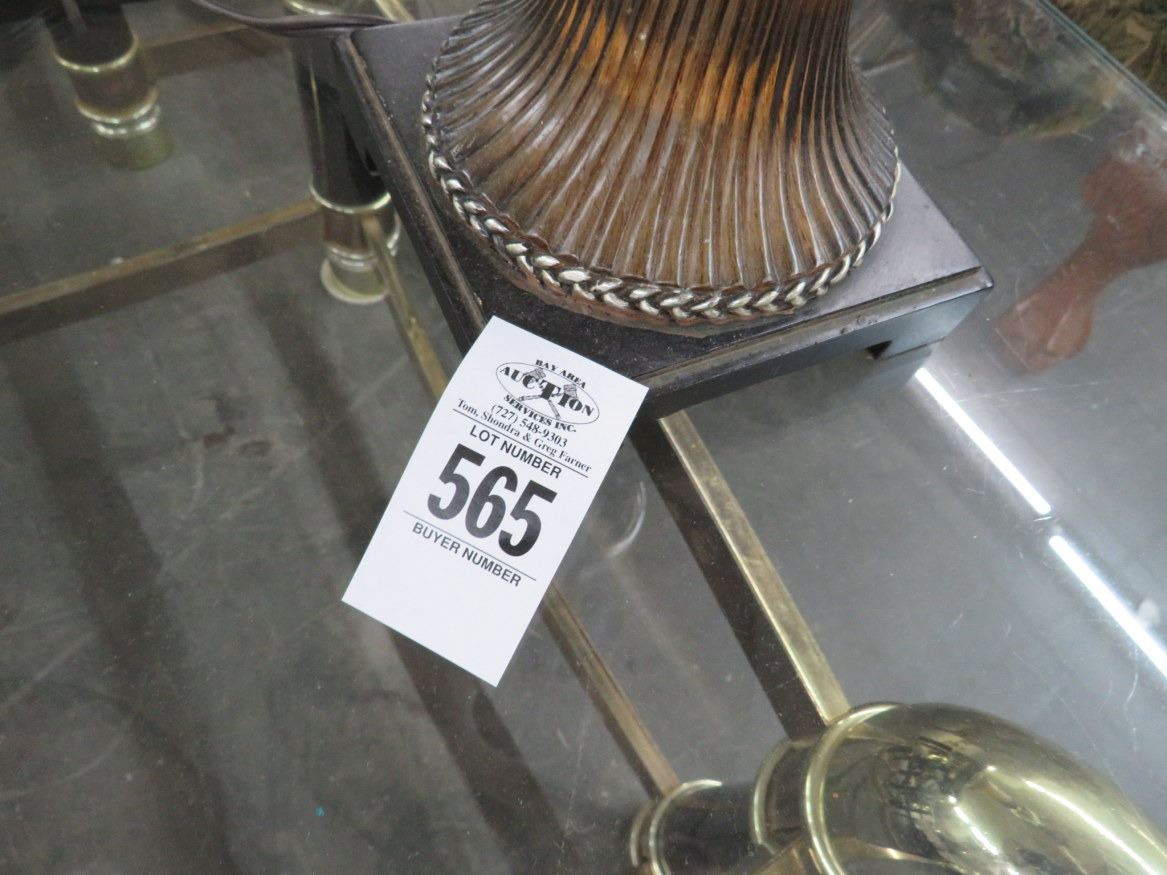 BAY AREA
AUCTION
SERVICES INC.
(727) 548-9303
Tom, Shondra & Greg Farner
LOT NUMBER
565
BUYER NUMBER